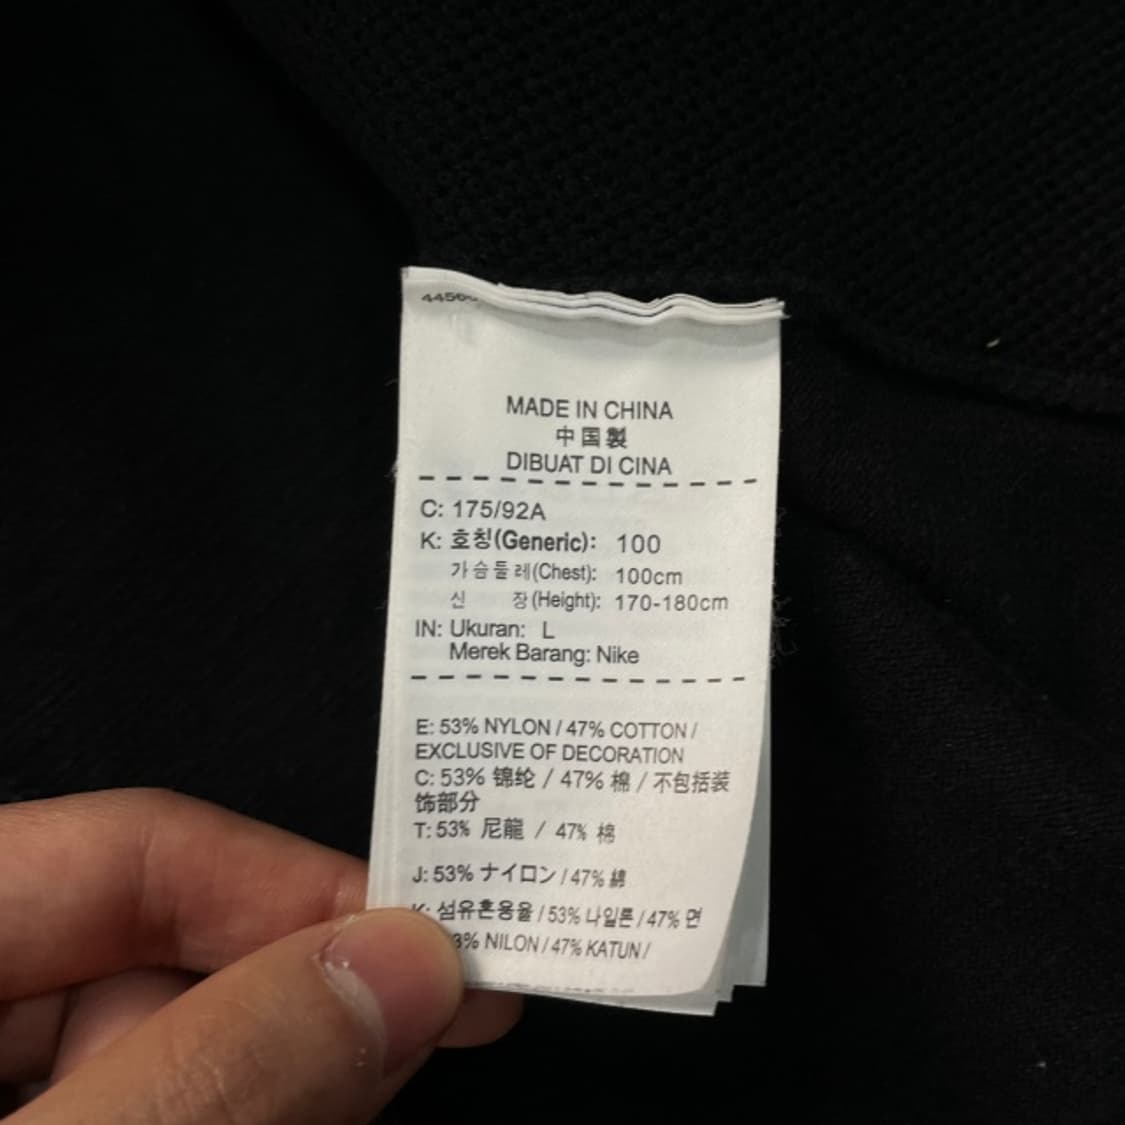 MADE IN CHINA
中国製
DIBUAT DI CINA
C: 175/92A
K: 호칭(Generic): 100
가슴둘레(Chest): 100cm
신 장(Height): 170-180cm
IN: Ukuran: L
Merek Barang: Nike
E: 53% NYLON / 47% COTTON /
EXCLUSIVE OF DECORATION
C: 53% 锦纶 / 47% 棉 / 不包括装
饰部分
T: 53% 尼龍 / 47% 棉
J: 53% ナイロン / 47% 綿
K: 섬유혼용율 / 53% 나일론 / 47% 면
3% NILON / 47% KATUN /